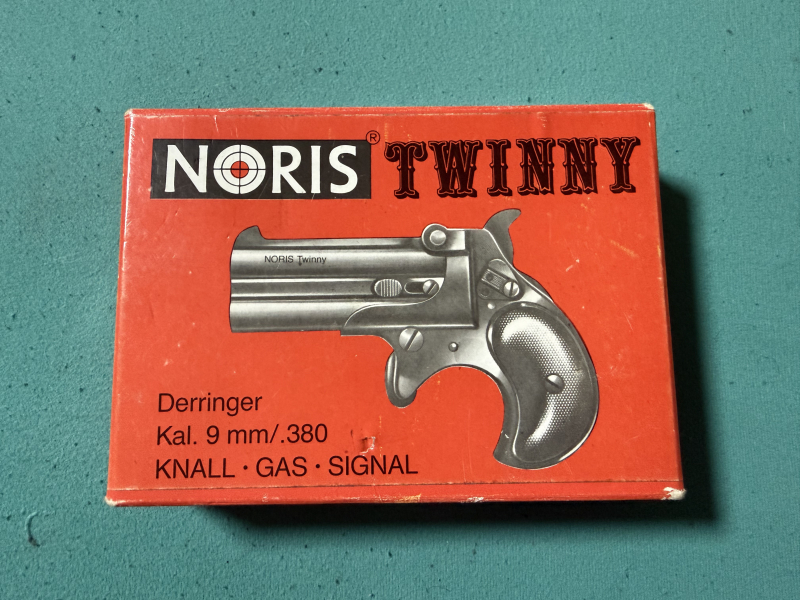 NORIS® TWINNY
NORIS Twinny
Derringer
Kal. 9 mm/.380
KNALL · GAS · SIGNAL